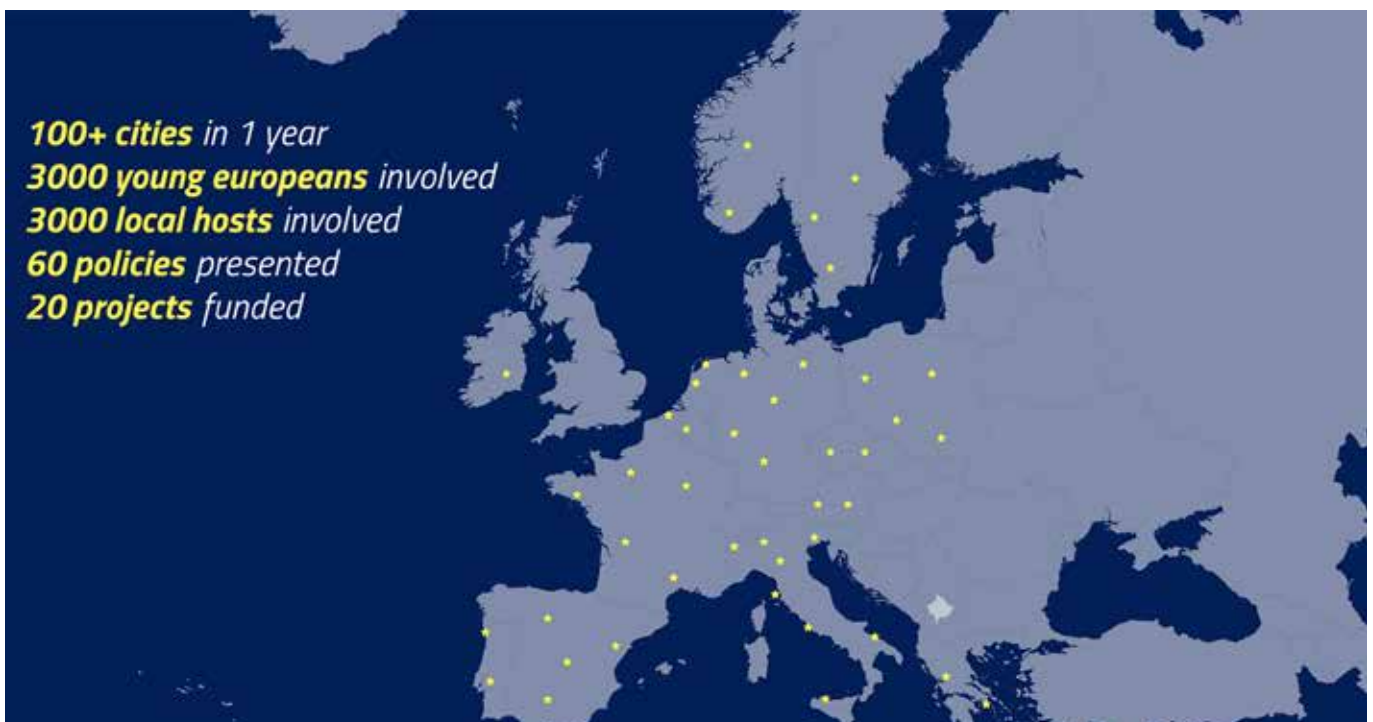 100+ cities in 1 year
3000 young europeans involved
3000 local hosts involved
60 policies presented
20 projects funded